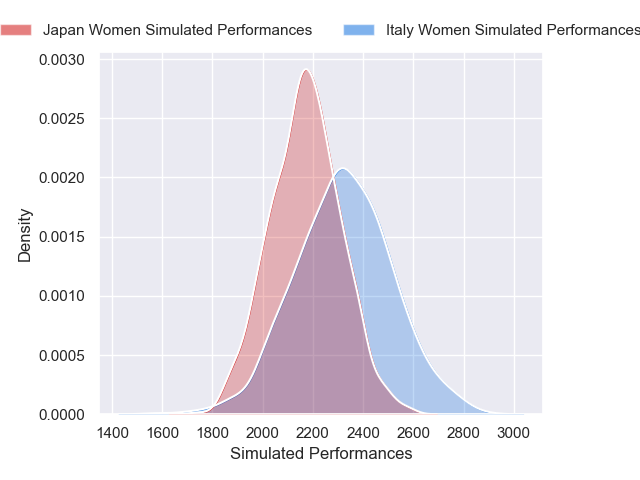 Japan Women Simulated Performances Italy Women Simulated Performances
0.0030
0.0025
0.0020
0.0015
0.0010
0.0005
0.0000
Density
1400 1600 1800 2000 2200 2400 2600 2800 3000
Simulated Performances